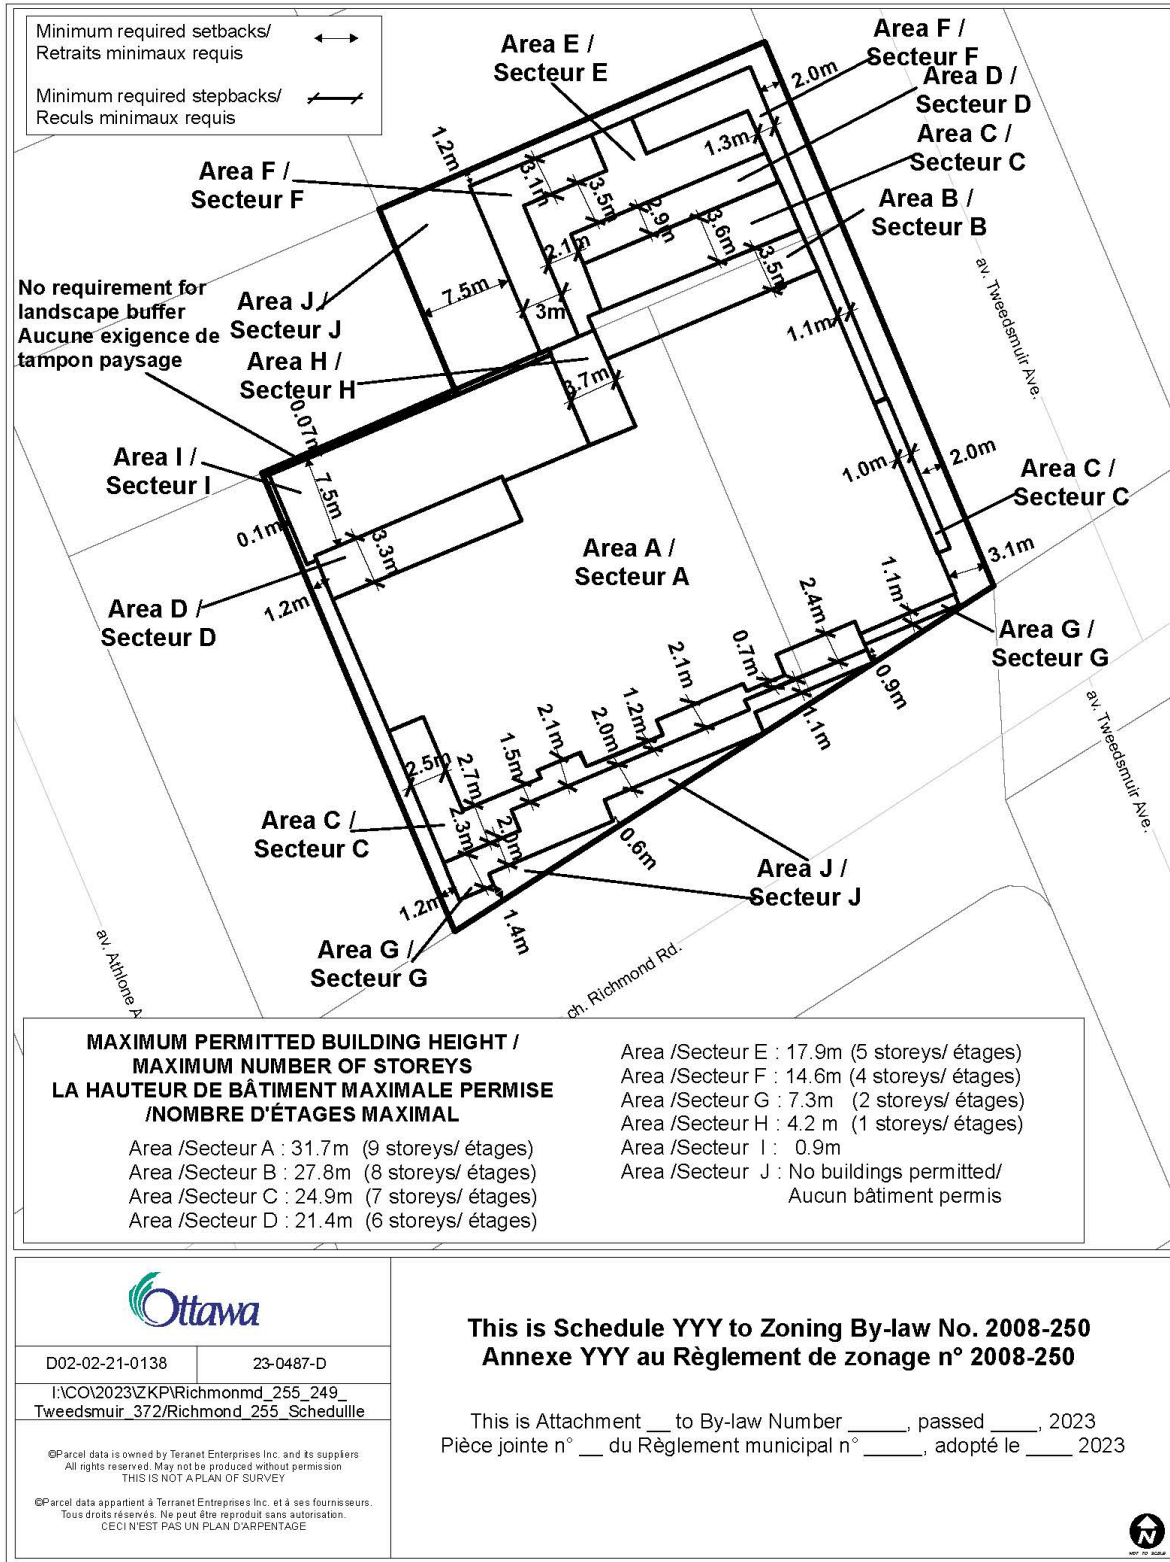 Minimum required setbacks/
Retraits minimaux requis
Minimum required stepbacks/
Reculs minimaux requis
Area E /
Secteur E
Area F /
Secteur F
2.0m
Area D /
Secteur D
1.3m
Area C /
Secteur C
Area B /
Secteur B
1.2m
Area F /
Secteur F
3.1m
3.5m
2.9m
3.6m
3.5m
2.1m
7.5m
3m
No requirement for
landscape buffer
Aucune exigence de
tampon paysage
Area J /
Secteur J
Area H /
Secteur H
3.7m
1.1m
av. Tweedsmuir Ave.
0.07m
Area I /
Secteur I
7.5m
0.1m
3.3m
1.2m
1.0m
2.0m
Area C /
Secteur C
3.1m
Area A /
Secteur A
Area D /
Secteur D
1.1m
2.4m
Area G /
Secteur G
0.7m
2.1m
0.9m
1.1m
1.2m
2.0m
2.1m
1.5m
2.7m
2.5m
av. Tweedsmuir Ave.
Area C /
Secteur C
2.3m
2.0m
0.6m
Area J /
Secteur J
1.2m
1.4m
Area G /
Secteur G
av. Athlone A
ch. Richmond Rd.
MAXIMUM PERMITTED BUILDING HEIGHT /
MAXIMUM NUMBER OF STOREYS
LA HAUTEUR DE BÂTIMENT MAXIMALE PERMISE
/NOMBRE D'ÉTAGES MAXIMAL
Area /Secteur A : 31.7m (9 storeys/ étages)
Area /Secteur B : 27.8m (8 storeys/ étages)
Area /Secteur C : 24.9m (7 storeys/ étages)
Area /Secteur D : 21.4m (6 storeys/ étages)
Area /Secteur E : 17.9m (5 storeys/ étages)
Area /Secteur F : 14.6m (4 storeys/ étages)
Area /Secteur G : 7.3m (2 storeys/ étages)
Area /Secteur H : 4.2 m (1 storeys/ étages)
Area /Secteur I : 0.9m
Area /Secteur J : No buildings permitted/
Aucun bâtiment permis
Ottawa
D02-02-21-0138
23-0487-D
I:\CO\2023\ZKP\Richmonmd_255_249_
Tweedsmuir_372/Richmond_255_Schedullle
©Parcel data is owned by Teranet Enterprises Inc. and its suppliers
All rights reserved. May not be produced without permission
THIS IS NOT A PLAN OF SURVEY
©Parcel data appartient à Terranet Entreprises Inc. et à ses fournisseurs.
Tous droits réservés. Ne peut être reproduit sans autorisation.
CECI N'EST PAS UN PLAN D'ARPENTAGE
This is Schedule YYY to Zoning By-law No. 2008-250
Annexe YYY au Règlement de zonage n° 2008-250
This is Attachment __ to By-law Number _____, passed ____, 2023
Pièce jointe n° __ du Règlement municipal n° _____, adopté le ____ 2023
N
NOT TO SCALE